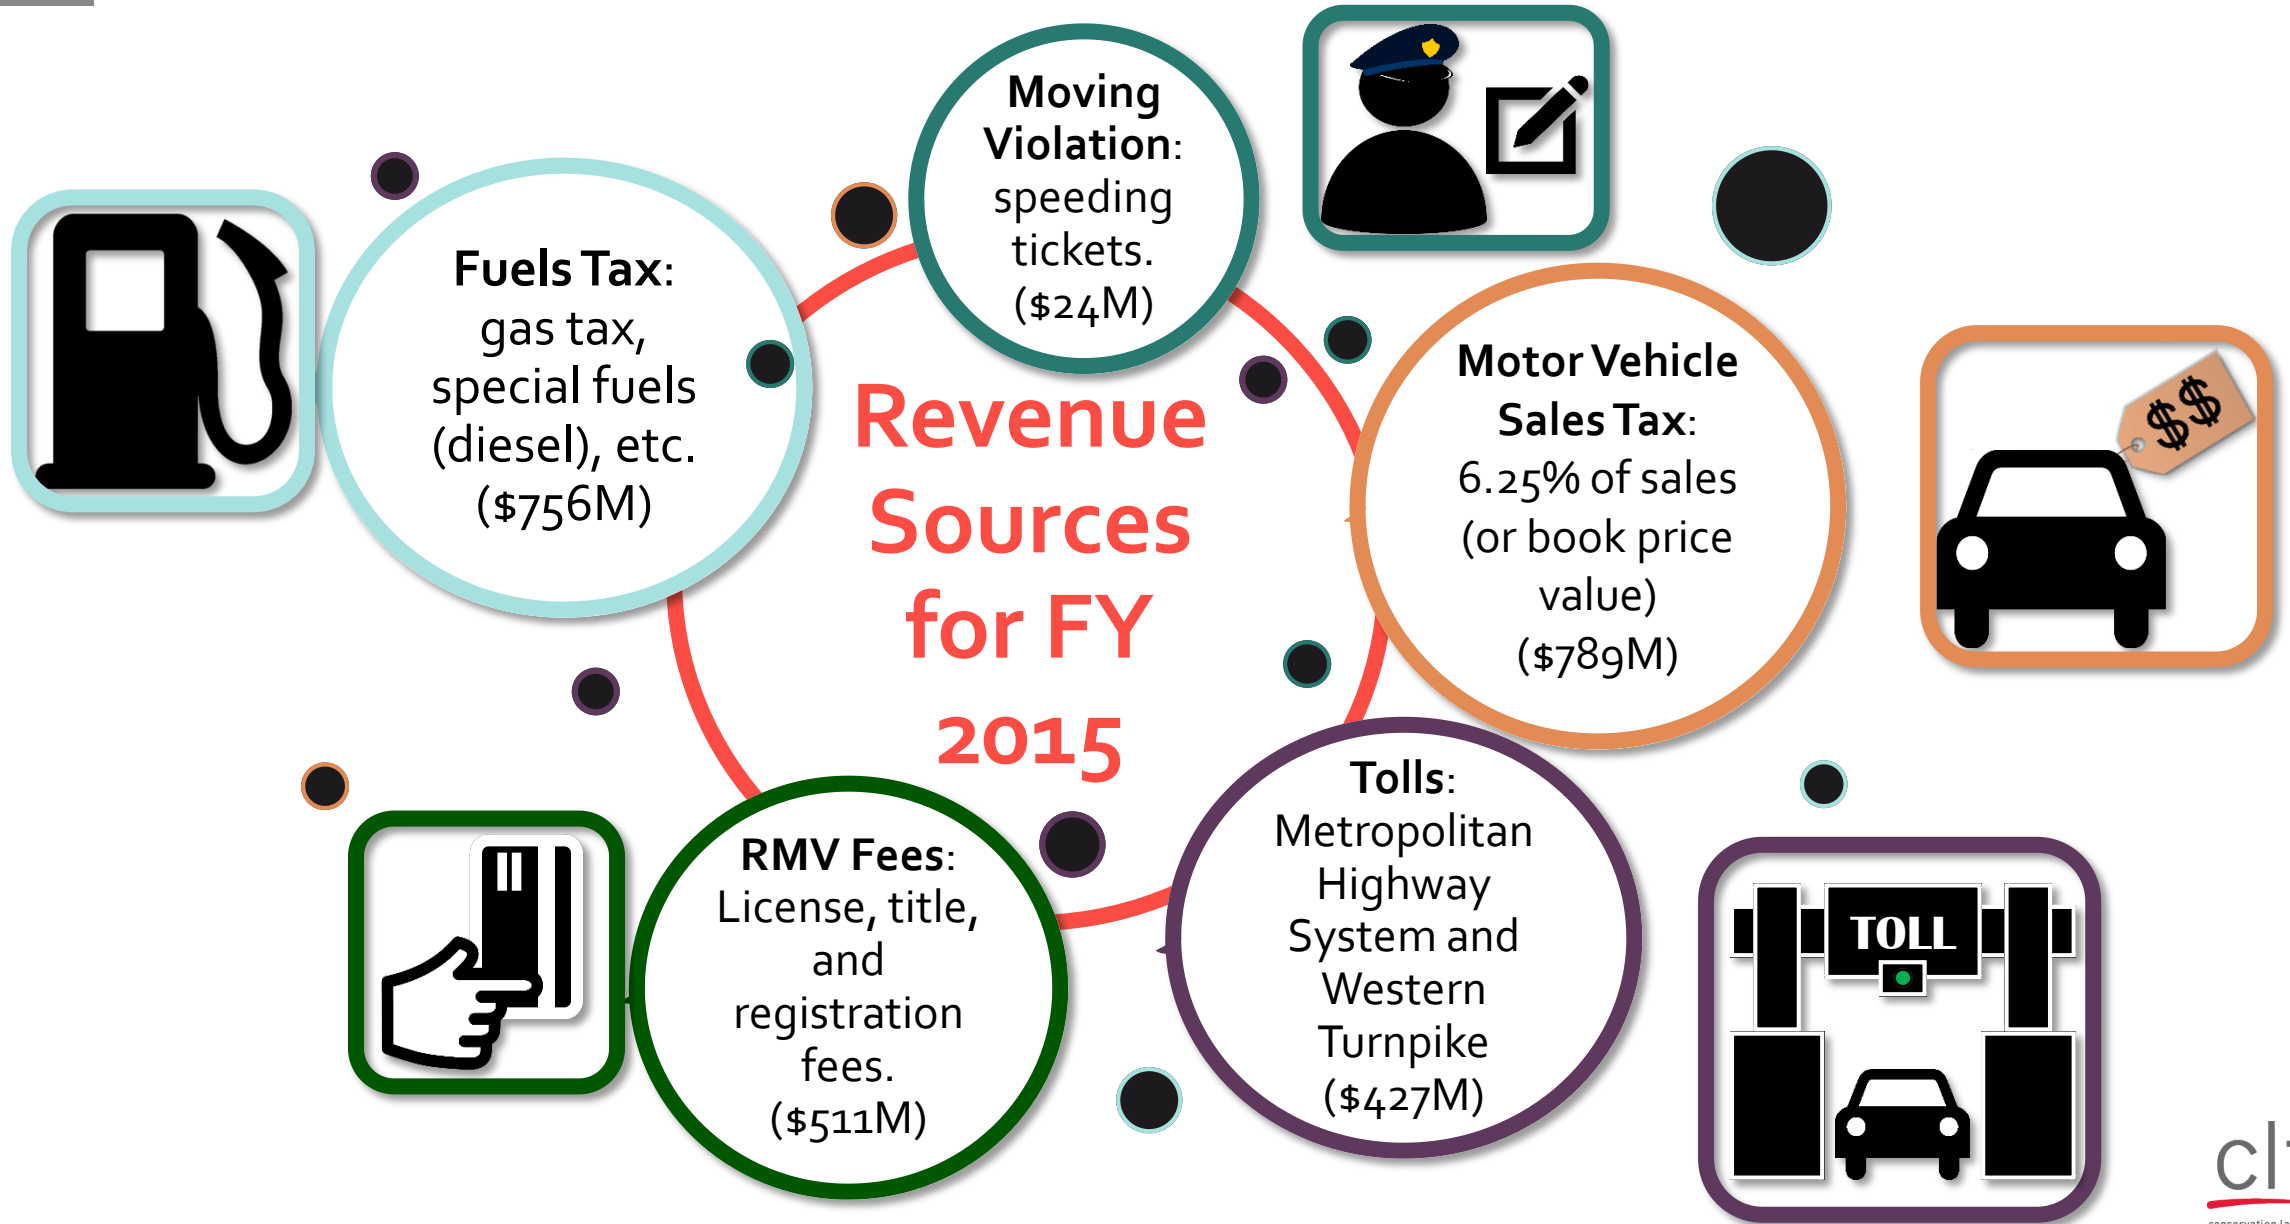 Moving
Violation:
speeding
tickets.
($24M)
Fuels Tax:
gas tax,
special fuels
(diesel), etc.
($756M)
Revenue
Sources
for FY
2015
Motor Vehicle
Sales Tax:
6.25% of sales
(or book price
value)
($789M)
$$
RMV Fees:
License, title,
and
registration
fees.
($511M)
Tolls:
Metropolitan
Highway
System and
Western
Turnpike
($427M)
TOLL